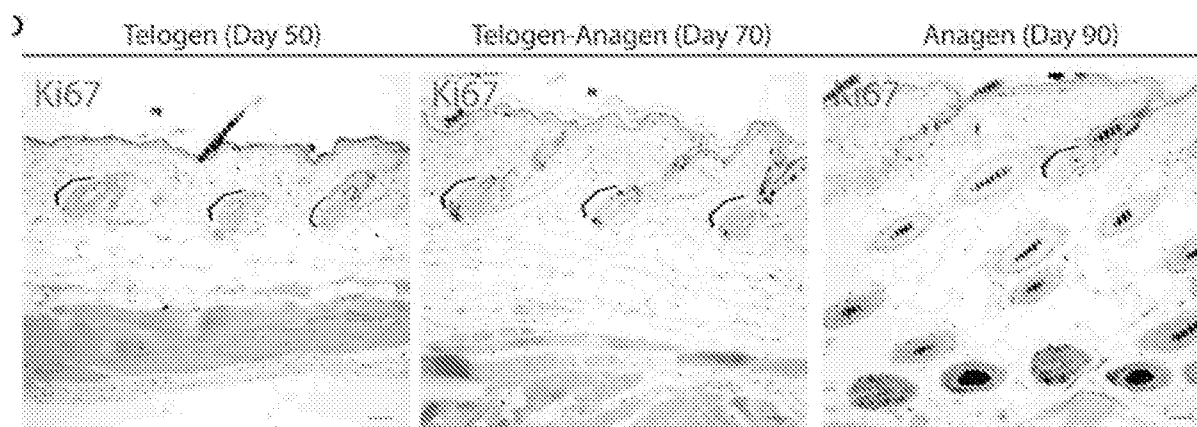 )
Telogen (Day 50) Telogen-Anagen (Day 70) Anagen (Day 90)
Ki67 Ki67 Ki67